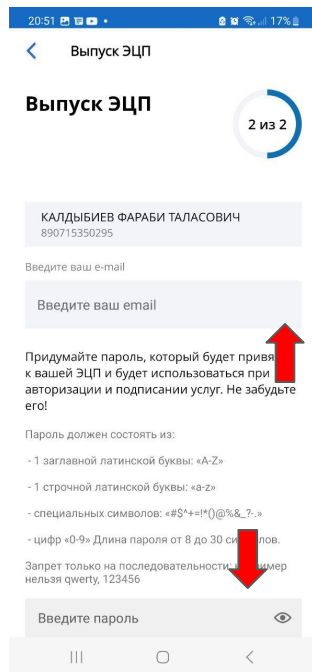 20:51 17%
Выпуск ЭЦП
Выпуск ЭЦП
2 из 2
КАЛДЫБИЕВ ФАРАБИ ТАЛАСОВИЧ
890715350295
Введите ваш e-mail
Введите ваш email
Придумайте пароль, который будет
к вашей ЭЦП и будет использоваться при
авторизации и подписании услуг. Не забудьте
его!
Пароль должен состоять из:
- 1 заглавной латинской буквы: «A-Z»
- 1 строчной латинской буквы: «a-z»
- специальных символов: «#$^+=!*()@%&_?-.»
- цифр «0-9» Длина пароля от 8 до 30
Запрет только на последовательности:
нельзя qwerty, 123456
Введите пароль